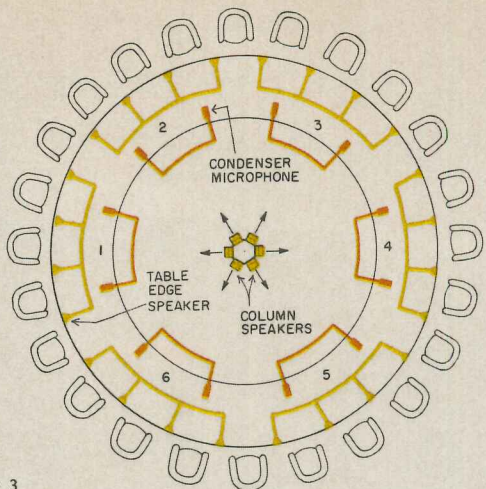 2
3
CONDENSER
MICROPHONE
1
4
TABLE
EDGE
SPEAKER
COLUMN
SPEAKERS
6
5
3